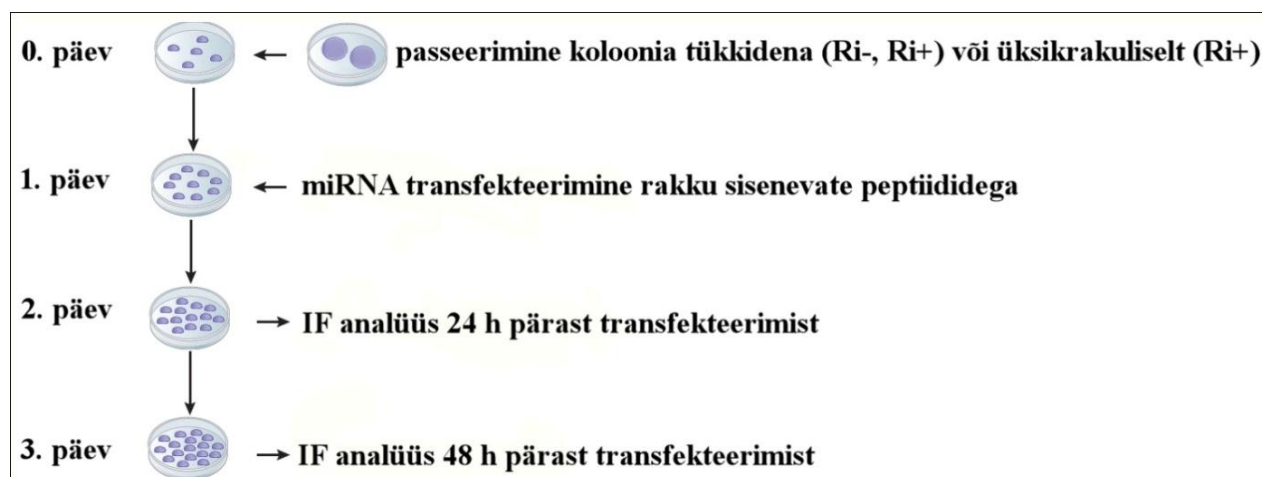 0. päev passeerimine koloonia tükkidena (Ri-, Ri+) või üksikrakuliselt (Ri+)
1. päev miRNA transfekteerimine rakku sisenevate peptiididega
2. päev IF analüüs 24 h pärast transfekteerimist
3. päev IF analüüs 48 h pärast transfekteerimist